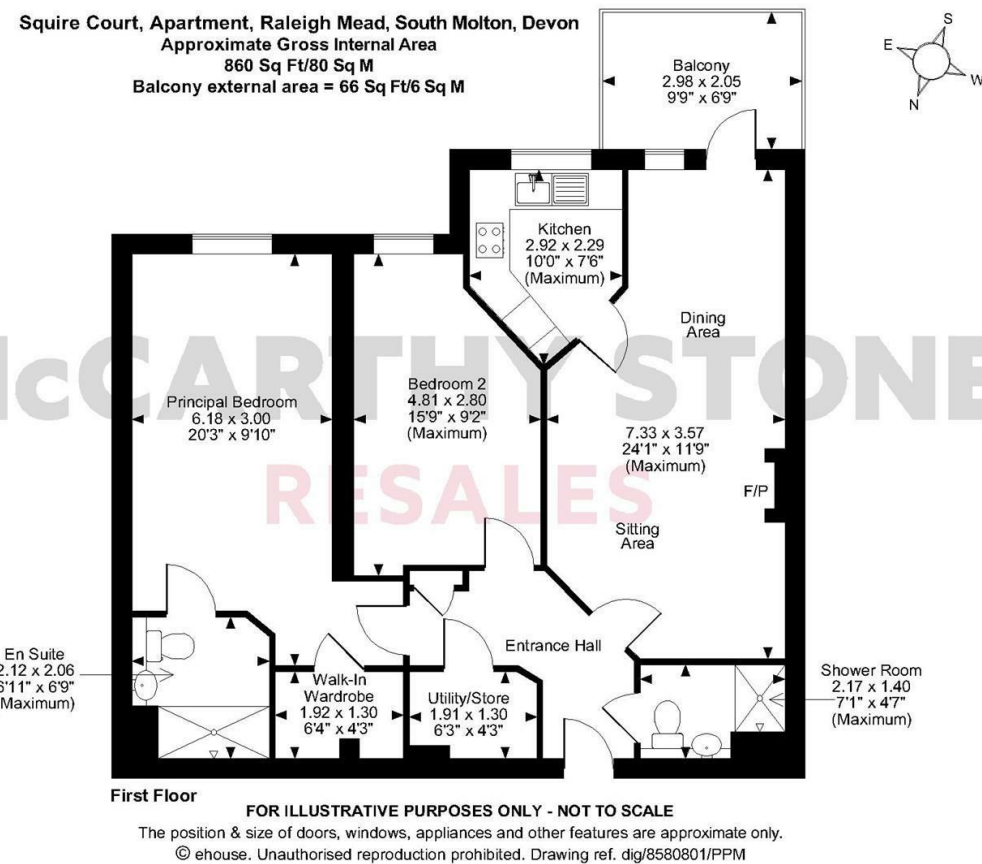 Squire Court, Apartment, Raleigh Mead, South Molton, Devon
Approximate Gross Internal Area
860 Sq Ft/80 Sq M
Balcony external area = 66 Sq Ft/6 Sq M
S
E
W
N
Balcony
2.98 x 2.05
9'9" x 6'9"
Kitchen
2.92 x 2.29
10'0" x 7'6"
(Maximum)
Dining
Area
McCARTHY STONE
RESALES
Principal Bedroom
6.18 x 3.00
20'3" x 9'10"
Bedroom 2
4.81 x 2.80
15'9" x 9'2"
(Maximum)
7.33 x 3.57
24'1" x 11'9"
(Maximum)
F/P
Sitting
Area
Entrance Hall
En Suite
2.12 x 2.06
6'11" x 6'9"
(Maximum)
Walk-In
Wardrobe
1.92 x 1.30
6'4" x 4'3"
Utility/Store
1.91 x 1.30
6'3" x 4'3"
Shower Room
2.17 x 1.40
7'1" x 4'7"
(Maximum)
First Floor
FOR ILLUSTRATIVE PURPOSES ONLY - NOT TO SCALE
The position & size of doors, windows, appliances and other features are approximate only.
© ehouse. Unauthorised reproduction prohibited. Drawing ref. dig/8580801/PPM